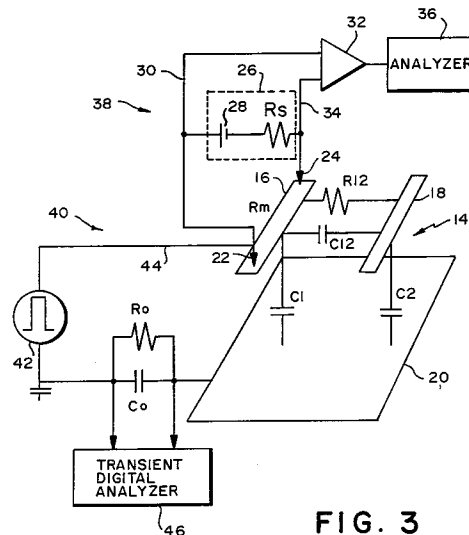 36
32
ANALYZER
30
26
34
38
28
Rs
24
16
R12
18
Rm
40
14
C12
22
44
C1
C2
42
Ro
Co
20
TRANSIENT
DIGITAL
ANALYZER
46
FIG. 3